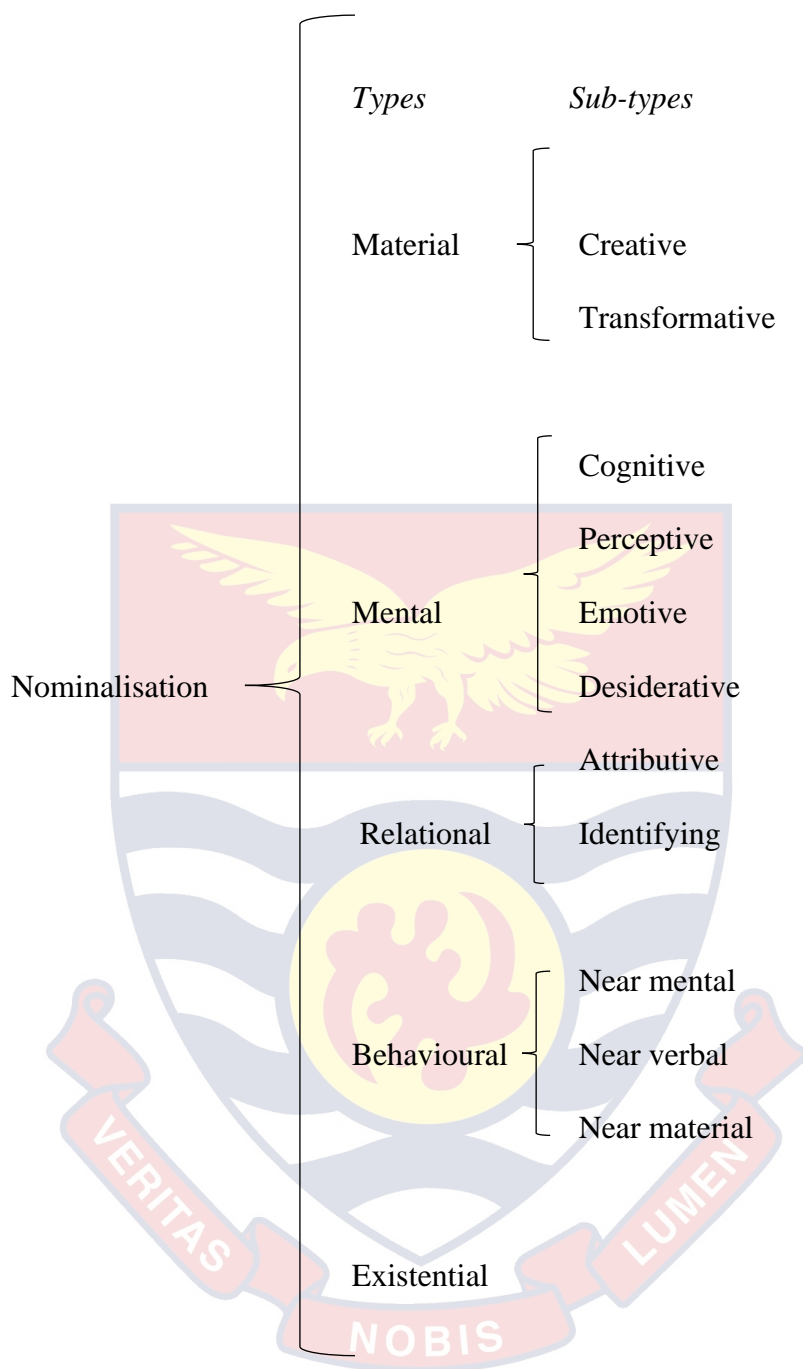 Types Sub-types
Material Creative
Transformative
Cognitive
Perceptive
Mental Emotive
Nominalisation Desiderative
Attributive
Relational Identifying
Near mental
Behavioural Near verbal
Near material
Existential
VERITAS NOBIS LUMEN